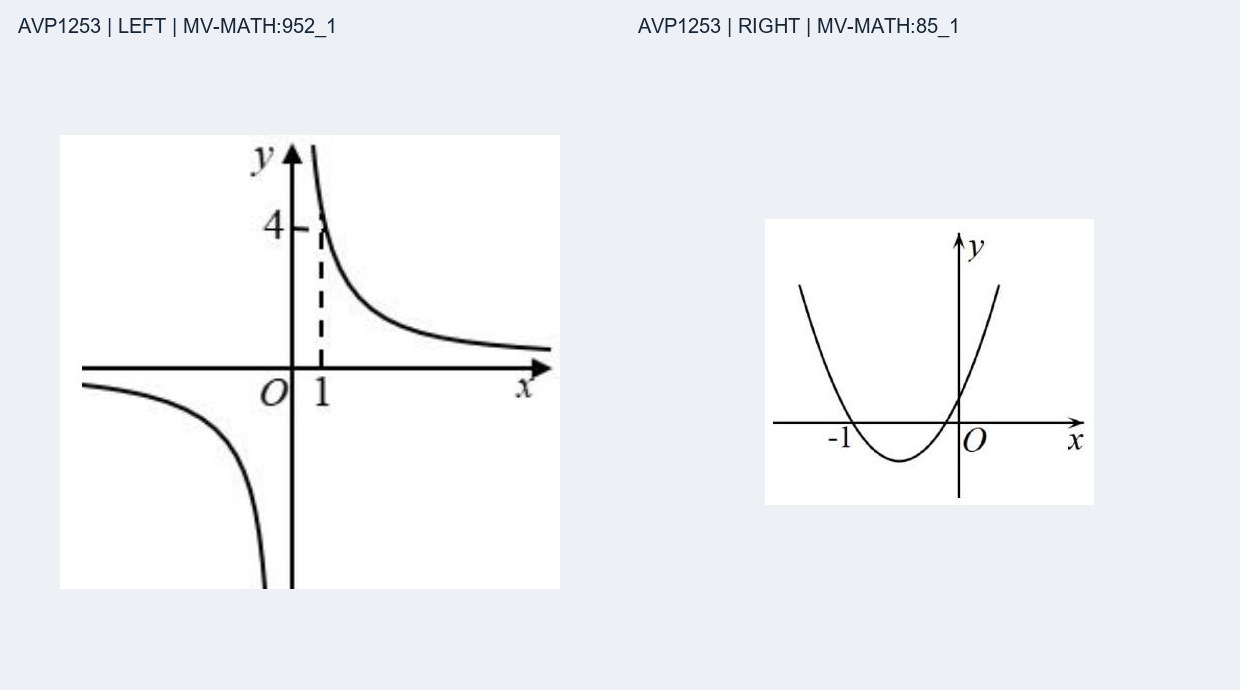 AVP1253 | LEFT | MV-MATH:952_1
AVP1253 | RIGHT | MV-MATH:85_1
y
4
O 1
x
y
-1
O
x